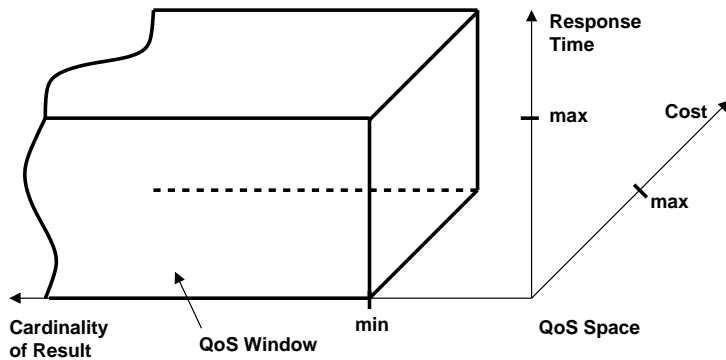 Response
Time
max
Cost
max
min
Cardinality
of Result
QoS Window
QoS Space